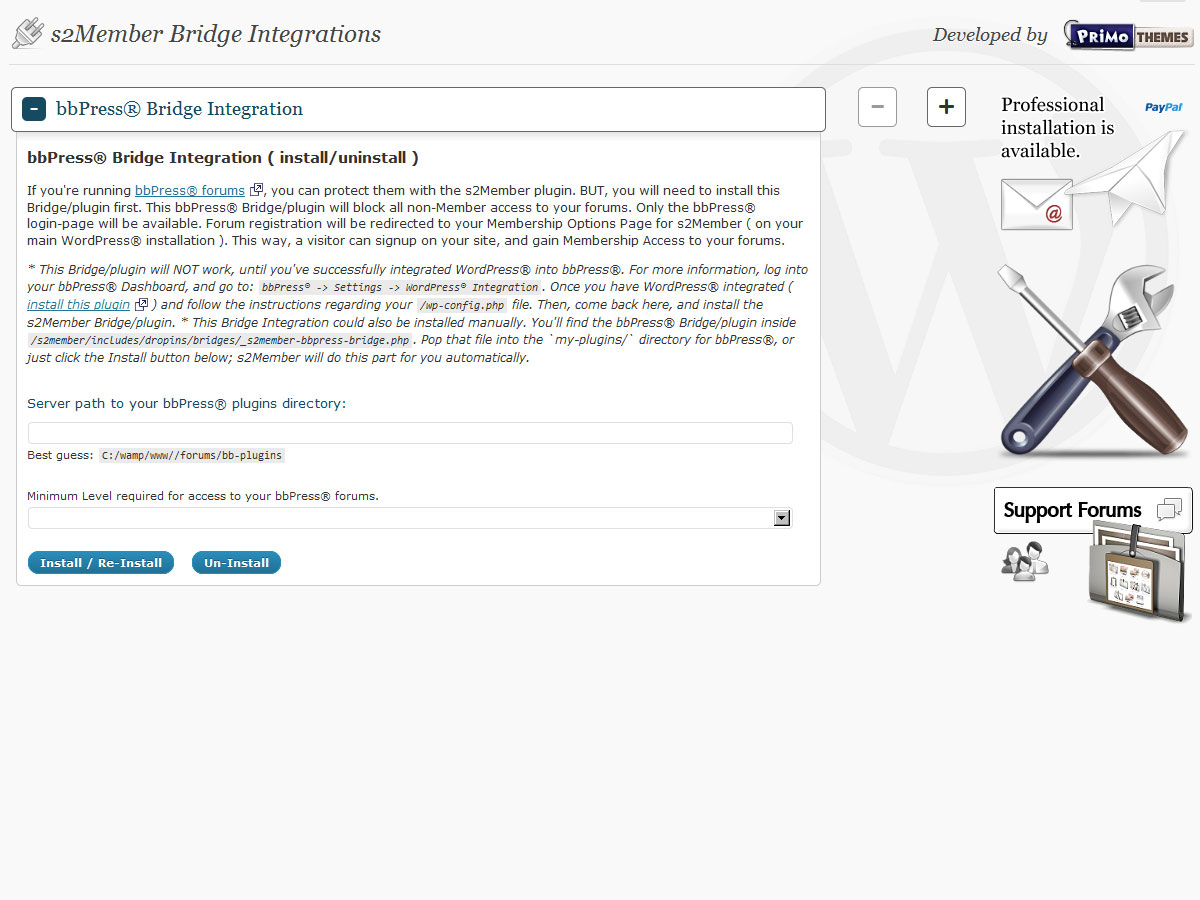 s2Member Bridge Integrations
Developed by PRiMO THEMES
− bbPress® Bridge Integration
− +
Professional
installation is
available.
PayPal
@
bbPress® Bridge Integration ( install/uninstall )
If you're running bbPress® forums , you can protect them with the s2Member plugin. BUT, you will need to install this
Bridge/plugin first. This bbPress® Bridge/plugin will block all non-Member access to your forums. Only the bbPress®
login-page will be available. Forum registration will be redirected to your Membership Options Page for s2Member ( on your
main WordPress® installation ). This way, a visitor can signup on your site, and gain Membership Access to your forums.
* This Bridge/plugin will NOT work, until you've successfully integrated WordPress® into bbPress®. For more information, log into
your bbPress® Dashboard, and go to: bbPress® -> Settings -> WordPress® Integration . Once you have WordPress® integrated (
install this plugin ) and follow the instructions regarding your /wp-config.php file. Then, come back here, and install the
s2Member Bridge/plugin. * This Bridge Integration could also be installed manually. You'll find the bbPress® Bridge/plugin inside
/s2member/includes/dropins/bridges/_s2member-bbpress-bridge.php . Pop that file into the `my-plugins/` directory for bbPress®, or
just click the Install button below; s2Member will do this part for you automatically.
Server path to your bbPress® plugins directory:
Best guess: C:/wamp/www//forums/bb-plugins
Minimum Level required for access to your bbPress® forums.
Install / Re-Install Un-Install
Support Forums